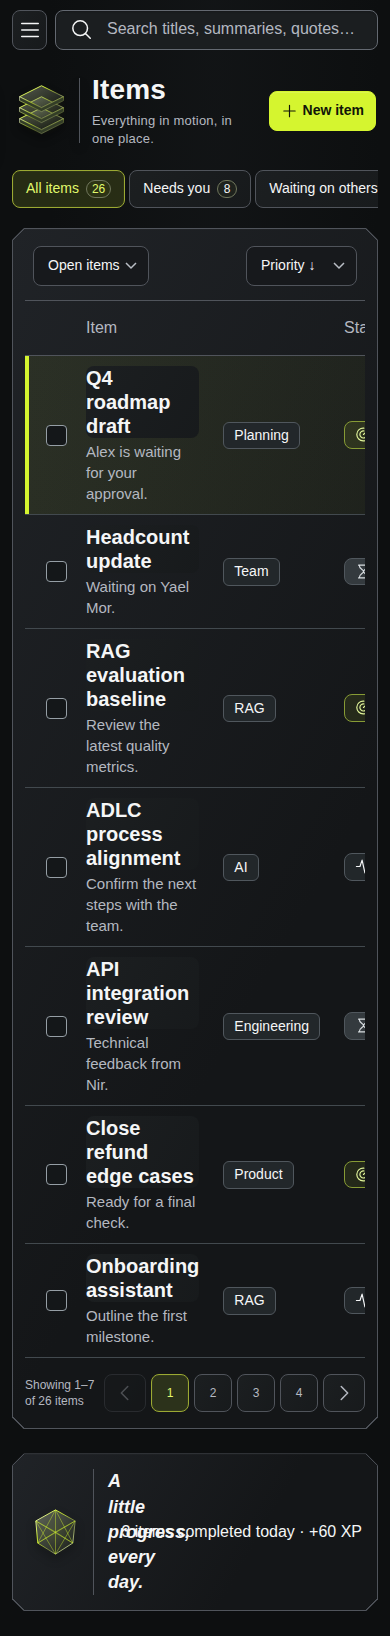 Search titles, summaries, quotes…
Items
Everything in motion, in
one place.
New item
All items 26
Needs you 8
Waiting on others
Open items
Priority ↓
Item
Sta
Q4
roadmap
draft
Alex is waiting
for your
approval.
Planning
Headcount
update
Waiting on Yael
Mor.
Team
RAG
evaluation
baseline
Review the
latest quality
metrics.
RAG
ADLC
process
alignment
Confirm the next
steps with the
team.
AI
API
integration
review
Technical
feedback from
Nir.
Engineering
Close
refund
edge cases
Ready for a final
check.
Product
Onboarding
assistant
Outline the first
milestone.
RAG
Showing 1–7
of 26 items
1
2
3
4
A
little
progress,
every
day.
items completed today · +60 XP